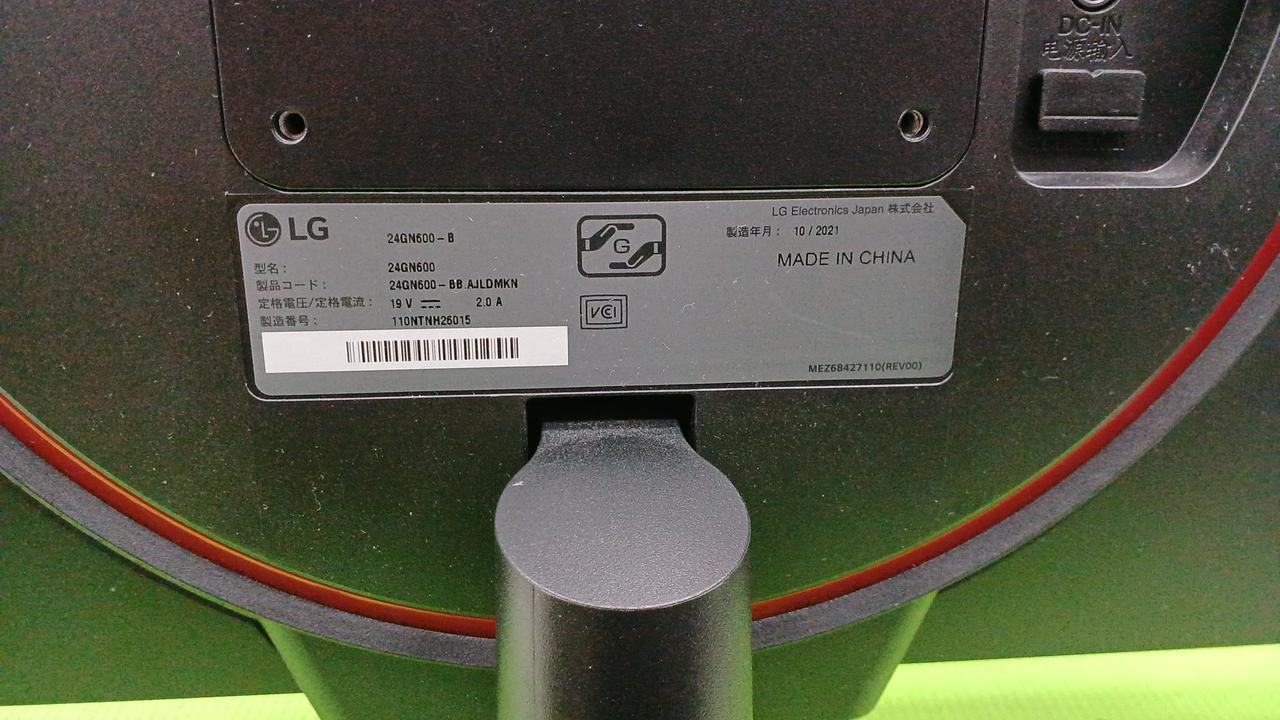 DC-IN
电源输入
LG
24GN600-B
型名：
24GN600
製品コード：
24GN600-BB.AJLDMKN
定格電圧/定格電流：
19 V ⎓ 2.0 A
製造番号：
110NTNH26015
G
VCI
LG Electronics Japan 株式会社
製造年月： 10 / 2021
MADE IN CHINA
MEZ68427110(REV00)